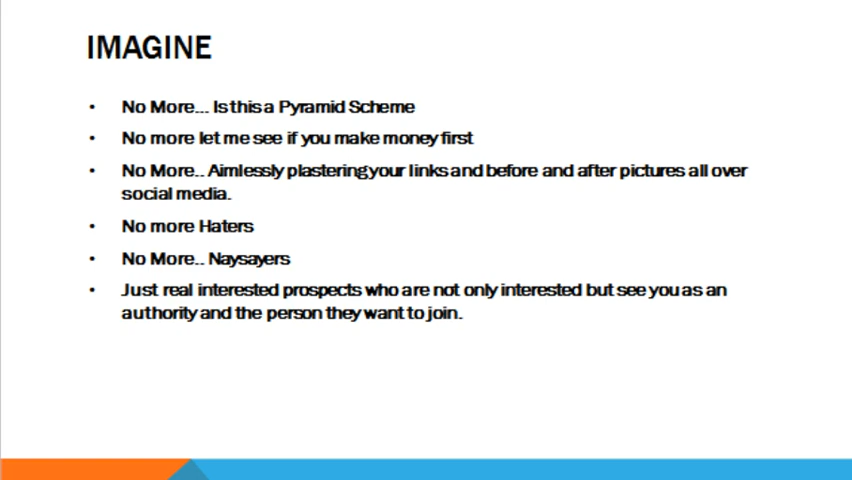 IMAGINE
• No More... Is this a Pyramid Scheme
• No more let me see if you make money first
• No More.. Aimlessly plastering your links and before and after pictures all over
social media.
• No more Haters
• No More.. Naysayers
• Just real interested prospects who are not only interested but see you as an
authority and the person they want to join.